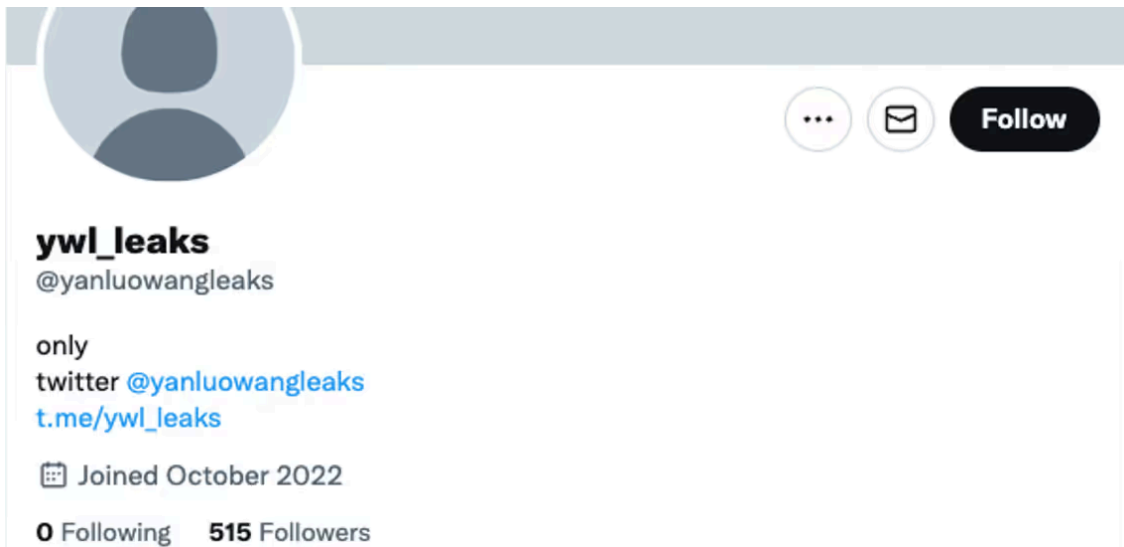 Follow
ywl_leaks
@yanluowangleaks
only
twitter @yanluowangleaks
t.me/ywl_leaks
Joined October 2022
0 Following 515 Followers